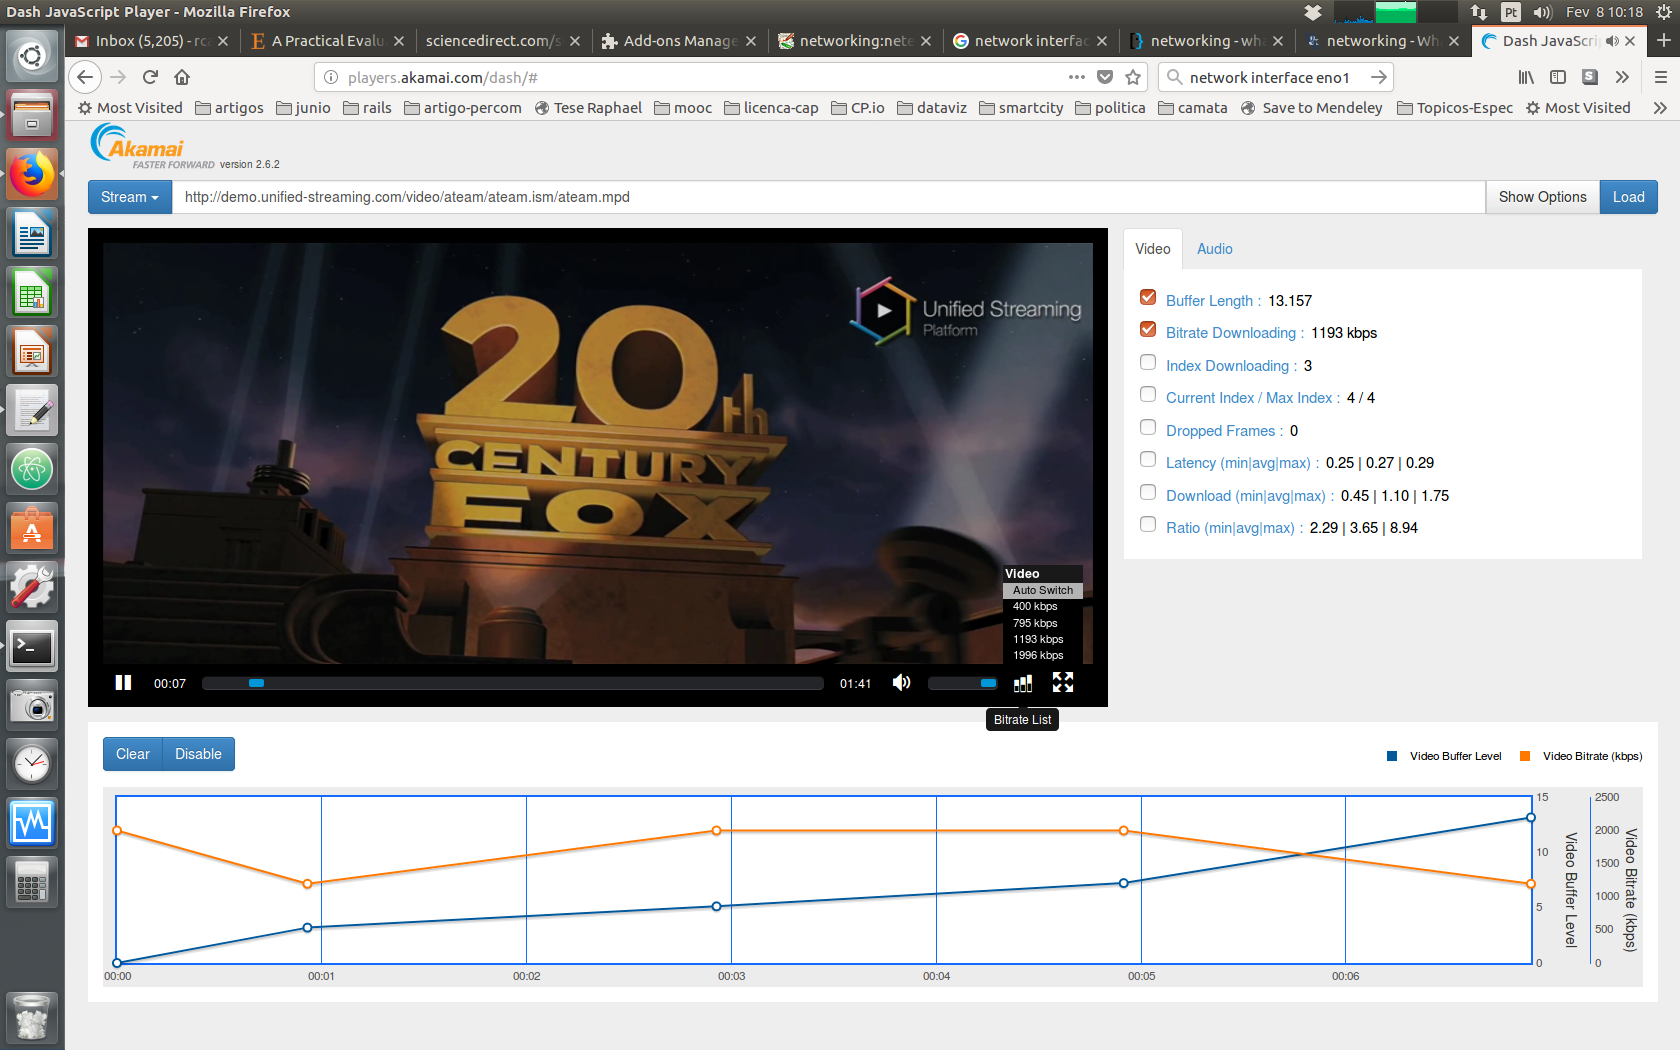 Dash JavaScript Player - Mozilla Firefox
Pt
Fev 8 10:18
Inbox (5,205) - rca
A Practical Evalu
sciencedirect.com/s
Add-ons Manage
networking:nete
network interfac
networking - wha
networking - Wh
Dash JavaScri
players.akamai.com/dash/#
network interface eno1
Most Visited
artigos
junio
rails
artigo-percom
Tese Raphael
mooc
licenca-cap
CP.io
dataviz
smartcity
politica
camata
Save to Mendeley
Topicos-Espec
Most Visited
Akamai
FASTER FORWARD version 2.6.2
Stream
http://demo.unified-streaming.com/video/ateam/ateam.ism/ateam.mpd
Show Options
Load
20th
CENTURY
FOX
Unified Streaming
Platform
Video
Auto Switch
400 kbps
795 kbps
1193 kbps
1996 kbps
00:07
01:41
Bitrate List
Video
Audio
Buffer Length : 13.157
Bitrate Downloading : 1193 kbps
Index Downloading : 3
Current Index / Max Index : 4 / 4
Dropped Frames : 0
Latency (min|avg|max) : 0.25 | 0.27 | 0.29
Download (min|avg|max) : 0.45 | 1.10 | 1.75
Ratio (min|avg|max) : 2.29 | 3.65 | 8.94
Clear
Disable
Video Buffer Level
Video Bitrate (kbps)
15
10
5
0
Video Buffer Level
2500
2000
1500
1000
500
0
Video Bitrate (kbps)
00:00
00:01
00:02
00:03
00:04
00:05
00:06